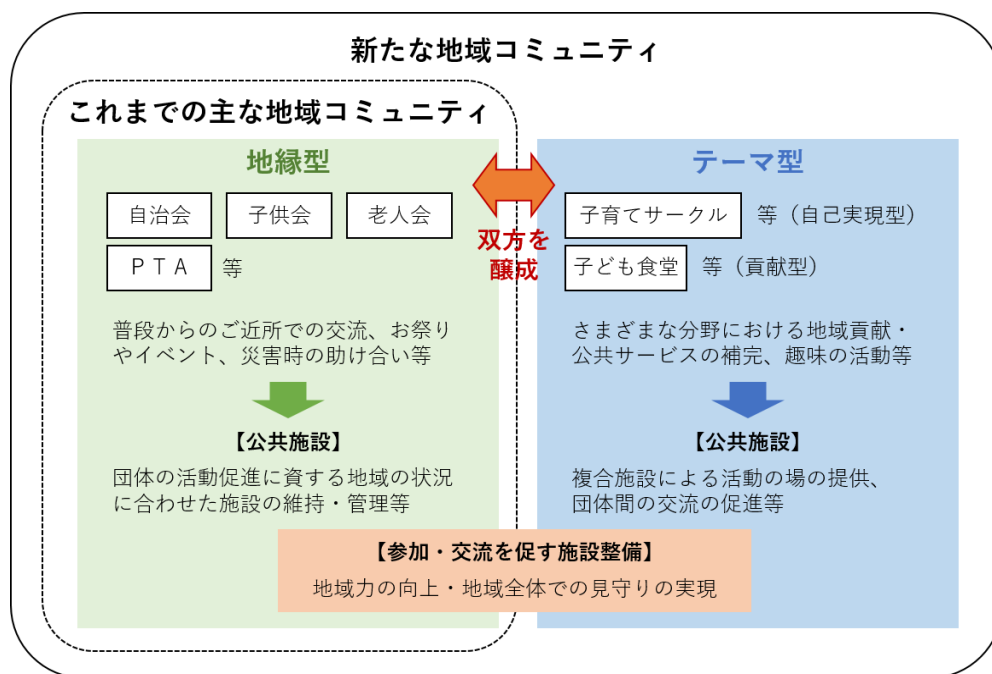 新たな地域コミュニティ
これまでの主な地域コミュニティ
地縁型
自治会
子供会
老人会
ＰＴＡ
等
普段からのご近所での交流、お祭り
やイベント、災害時の助け合い等
【公共施設】
団体の活動促進に資する地域の状況
に合わせた施設の維持・管理等
双方を
醸成
テーマ型
子育てサークル
等（自己実現型）
子ども食堂
等（貢献型）
さまざまな分野における地域貢献・
公共サービスの補完、趣味の活動等
【公共施設】
複合施設による活動の場の提供、
団体間の交流の促進等
【参加・交流を促す施設整備】
地域力の向上・地域全体での見守りの実現